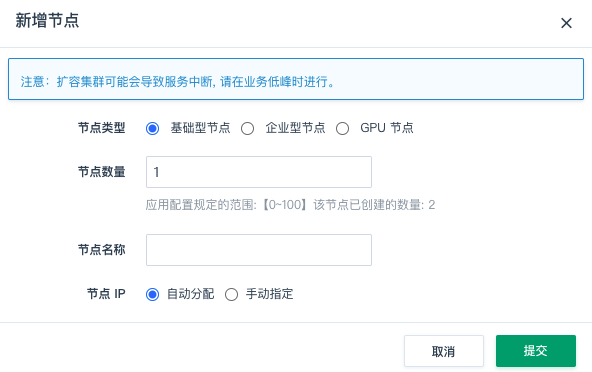 新增节点
注意：扩容集群可能会导致服务中断, 请在业务低峰时进行。
节点类型 基础型节点 企业型节点 GPU 节点
节点数量 1
应用配置规定的范围:【0~100】该节点已创建的数量: 2
节点名称
节点 IP 自动分配 手动指定
取消 提交